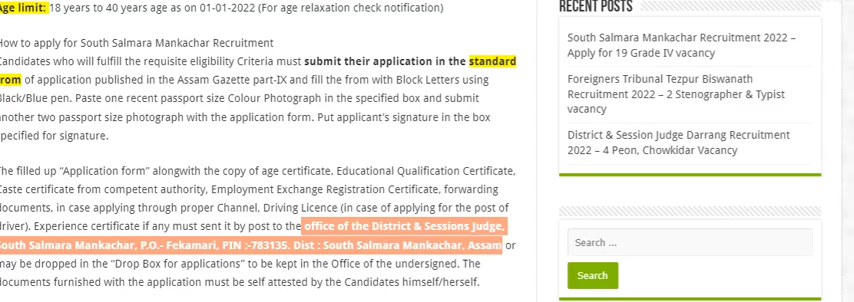 Age limit: 18 years to 40 years age as on 01-01-2022 (For age relaxation check notification)
How to apply for South Salmara Mankachar Recruitment
Candidates who will fulfill the requisite eligibility Criteria must submit their application in the standard
from of application published in the Assam Gazette part-IX and fill the from with Block Letters using
Black/Blue pen. Paste one recent passport size Colour Photograph in the specified box and submit
another two passport size photograph with the application form. Put applicant's signature in the box
specified for signature.
The filled up “Application form” alongwith the copy of age certificate. Educational Qualification Certificate,
Caste certificate from competent authority, Employment Exchange Registration Certificate, forwarding
documents, in case applying through proper Channel, Driving Licence (in case of applying for the post of
driver). Experience certificate if any must sent it by post to the office of the District & Sessions Judge,
South Salmara Mankachar, P.O.- Fekamari, PIN :-783135. Dist : South Salmara Mankachar, Assam or
may be dropped in the “Drop Box for applications” to be kept in the Office of the undersigned. The
documents furnished with the application must be self attested by the Candidates himself/herself.
RECENT POSTS
South Salmara Mankachar Recruitment 2022 –
Apply for 19 Grade IV vacancy
Foreigners Tribunal Tezpur Biswanath
Recruitment 2022 – 2 Stenographer & Typist
vacancy
District & Session Judge Darrang Recruitment
2022 – 4 Peon, Chowkidar Vacancy
Search ...
Search